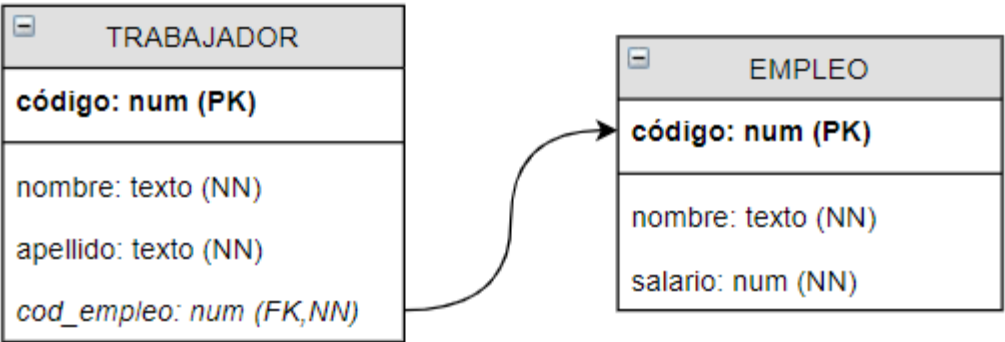 TRABAJADOR
código: num (PK)
nombre: texto (NN)
apellido: texto (NN)
cod_empleo: num (FK,NN)
EMPLEO
código: num (PK)
nombre: texto (NN)
salario: num (NN)